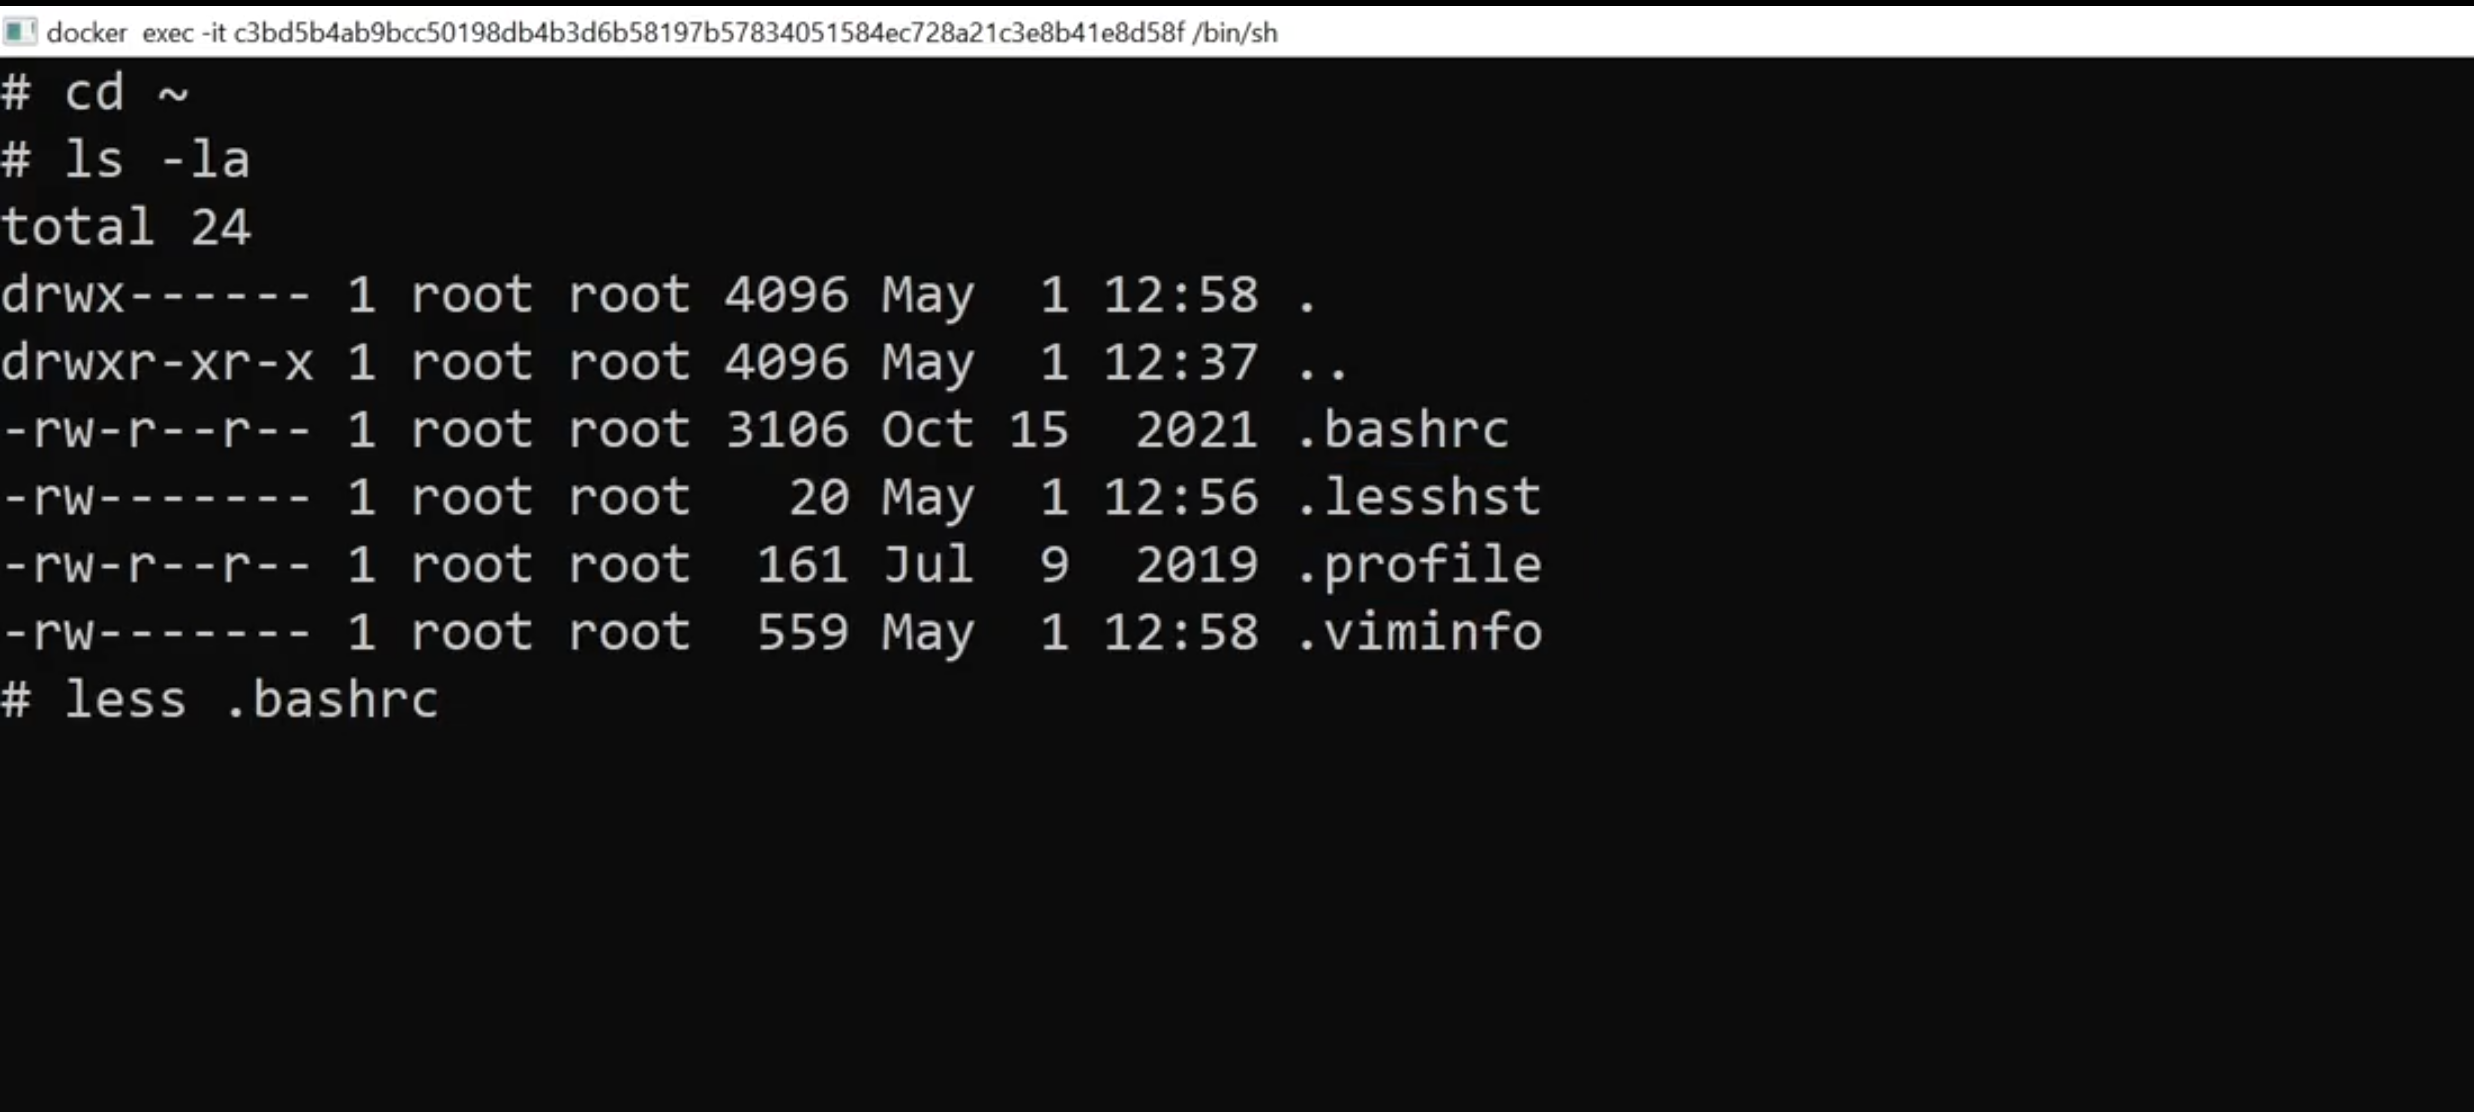 docker exec -it c3bd5b4ab9bcc50198db4b3d6b58197b57834051584ec728a21c3e8b41e8d58f /bin/sh
# cd ~
# ls -la
total 24
drwx------ 1 root root 4096 May  1 12:58 .
drwxr-xr-x 1 root root 4096 May  1 12:37 ..
-rw-r--r-- 1 root root 3106 Oct 15  2021 .bashrc
-rw------- 1 root root   20 May  1 12:56 .lesshst
-rw-r--r-- 1 root root  161 Jul  9  2019 .profile
-rw------- 1 root root  559 May  1 12:58 .viminfo
# less .bashrc